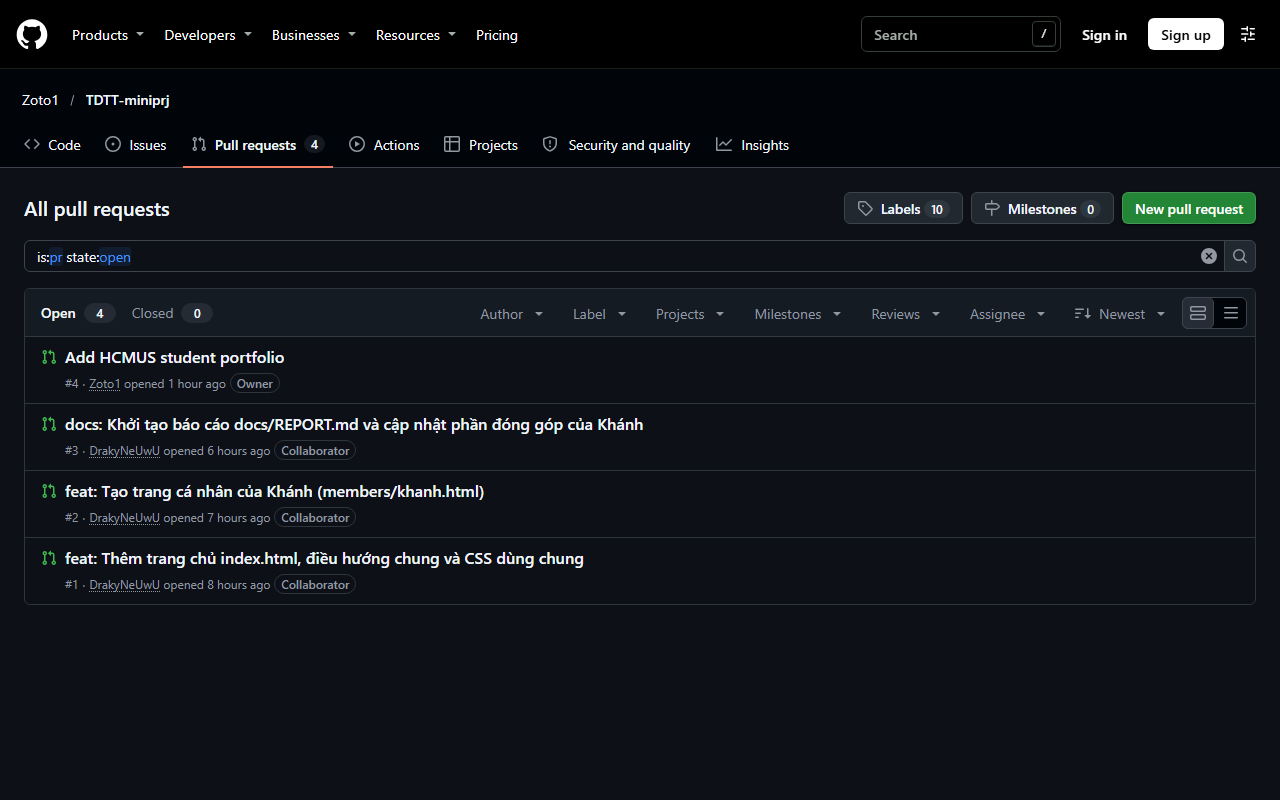 Products Developers Businesses Resources Pricing Search / Sign in Sign up
Zoto1 / TDTT-miniprj
Code Issues Pull requests 4 Actions Projects Security and quality Insights
All pull requests Labels 10 Milestones 0 New pull request
is:pr state:open
Open 4 Closed 0 Author Label Projects Milestones Reviews Assignee Newest
Add HCMUS student portfolio
#4 · Zoto1 opened 1 hour ago Owner
docs: Khởi tạo báo cáo docs/REPORT.md và cập nhật phần đóng góp của Khánh
#3 · DrakyNeUwU opened 6 hours ago Collaborator
feat: Tạo trang cá nhân của Khánh (members/khanh.html)
#2 · DrakyNeUwU opened 7 hours ago Collaborator
feat: Thêm trang chủ index.html, điều hướng chung và CSS dùng chung
#1 · DrakyNeUwU opened 8 hours ago Collaborator